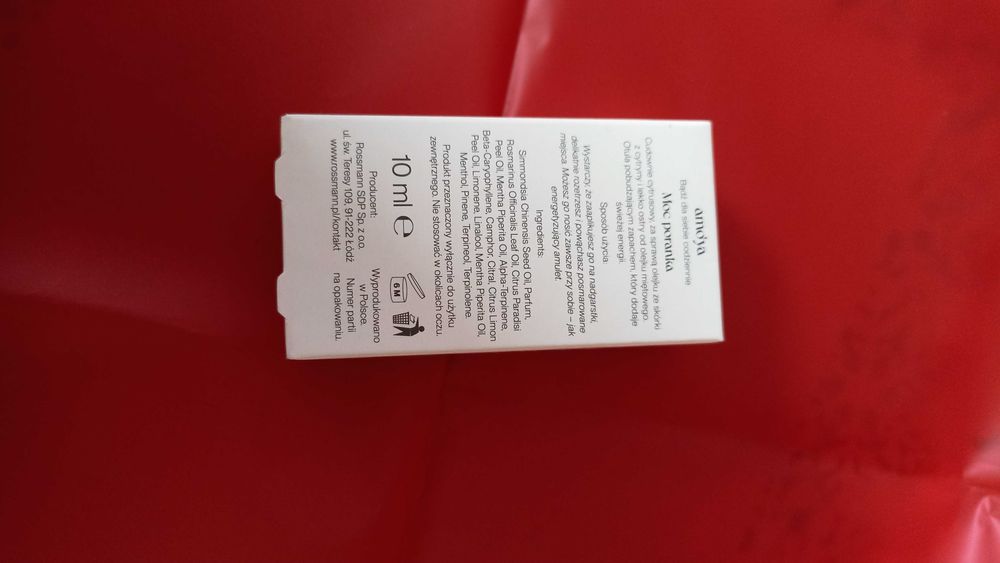 amo'ya
Bądź dla siebie codziennie
Moc poranka
Cudownie cytrusowy, za sprawą olejku ze skórki
z cytryny i lekko ostry od olejku miętowego.
Otula pobudzającym zapachem, który dodaje
świeżej energii.
Sposób użycia
Wystarczy, że zaaplikujesz go na nadgarstki,
delikatnie rozetrzesz i powąchasz posmarowane
miejsca. Możesz go nosić zawsze przy sobie – jak
energetyzujący amulet.
Ingredients:
Simmondsia Chinensis Seed Oil, Parfum,
Rosmarinus Officinalis Leaf Oil, Citrus Paradisi
Peel Oil, Mentha Piperita Oil, Alpha-Terpinene,
Beta-Caryophyllene, Camphor, Citral, Citrus Limon
Peel Oil, Limonene, Linalool, Mentha Piperita Oil,
Menthol, Pinene, Terpineol, Terpinolene.
Produkt przeznaczony wyłącznie do użytku
zewnętrznego. Nie stosować w okolicach oczu.
10 ml e
6 M
Producent:
Rossmann SDP Sp. z o.o.
ul. św. Teresy 109, 91-222 Łódź
www.rossmann.pl/kontakt
Wyprodukowano
w Polsce.
Numer partii
na opakowaniu.